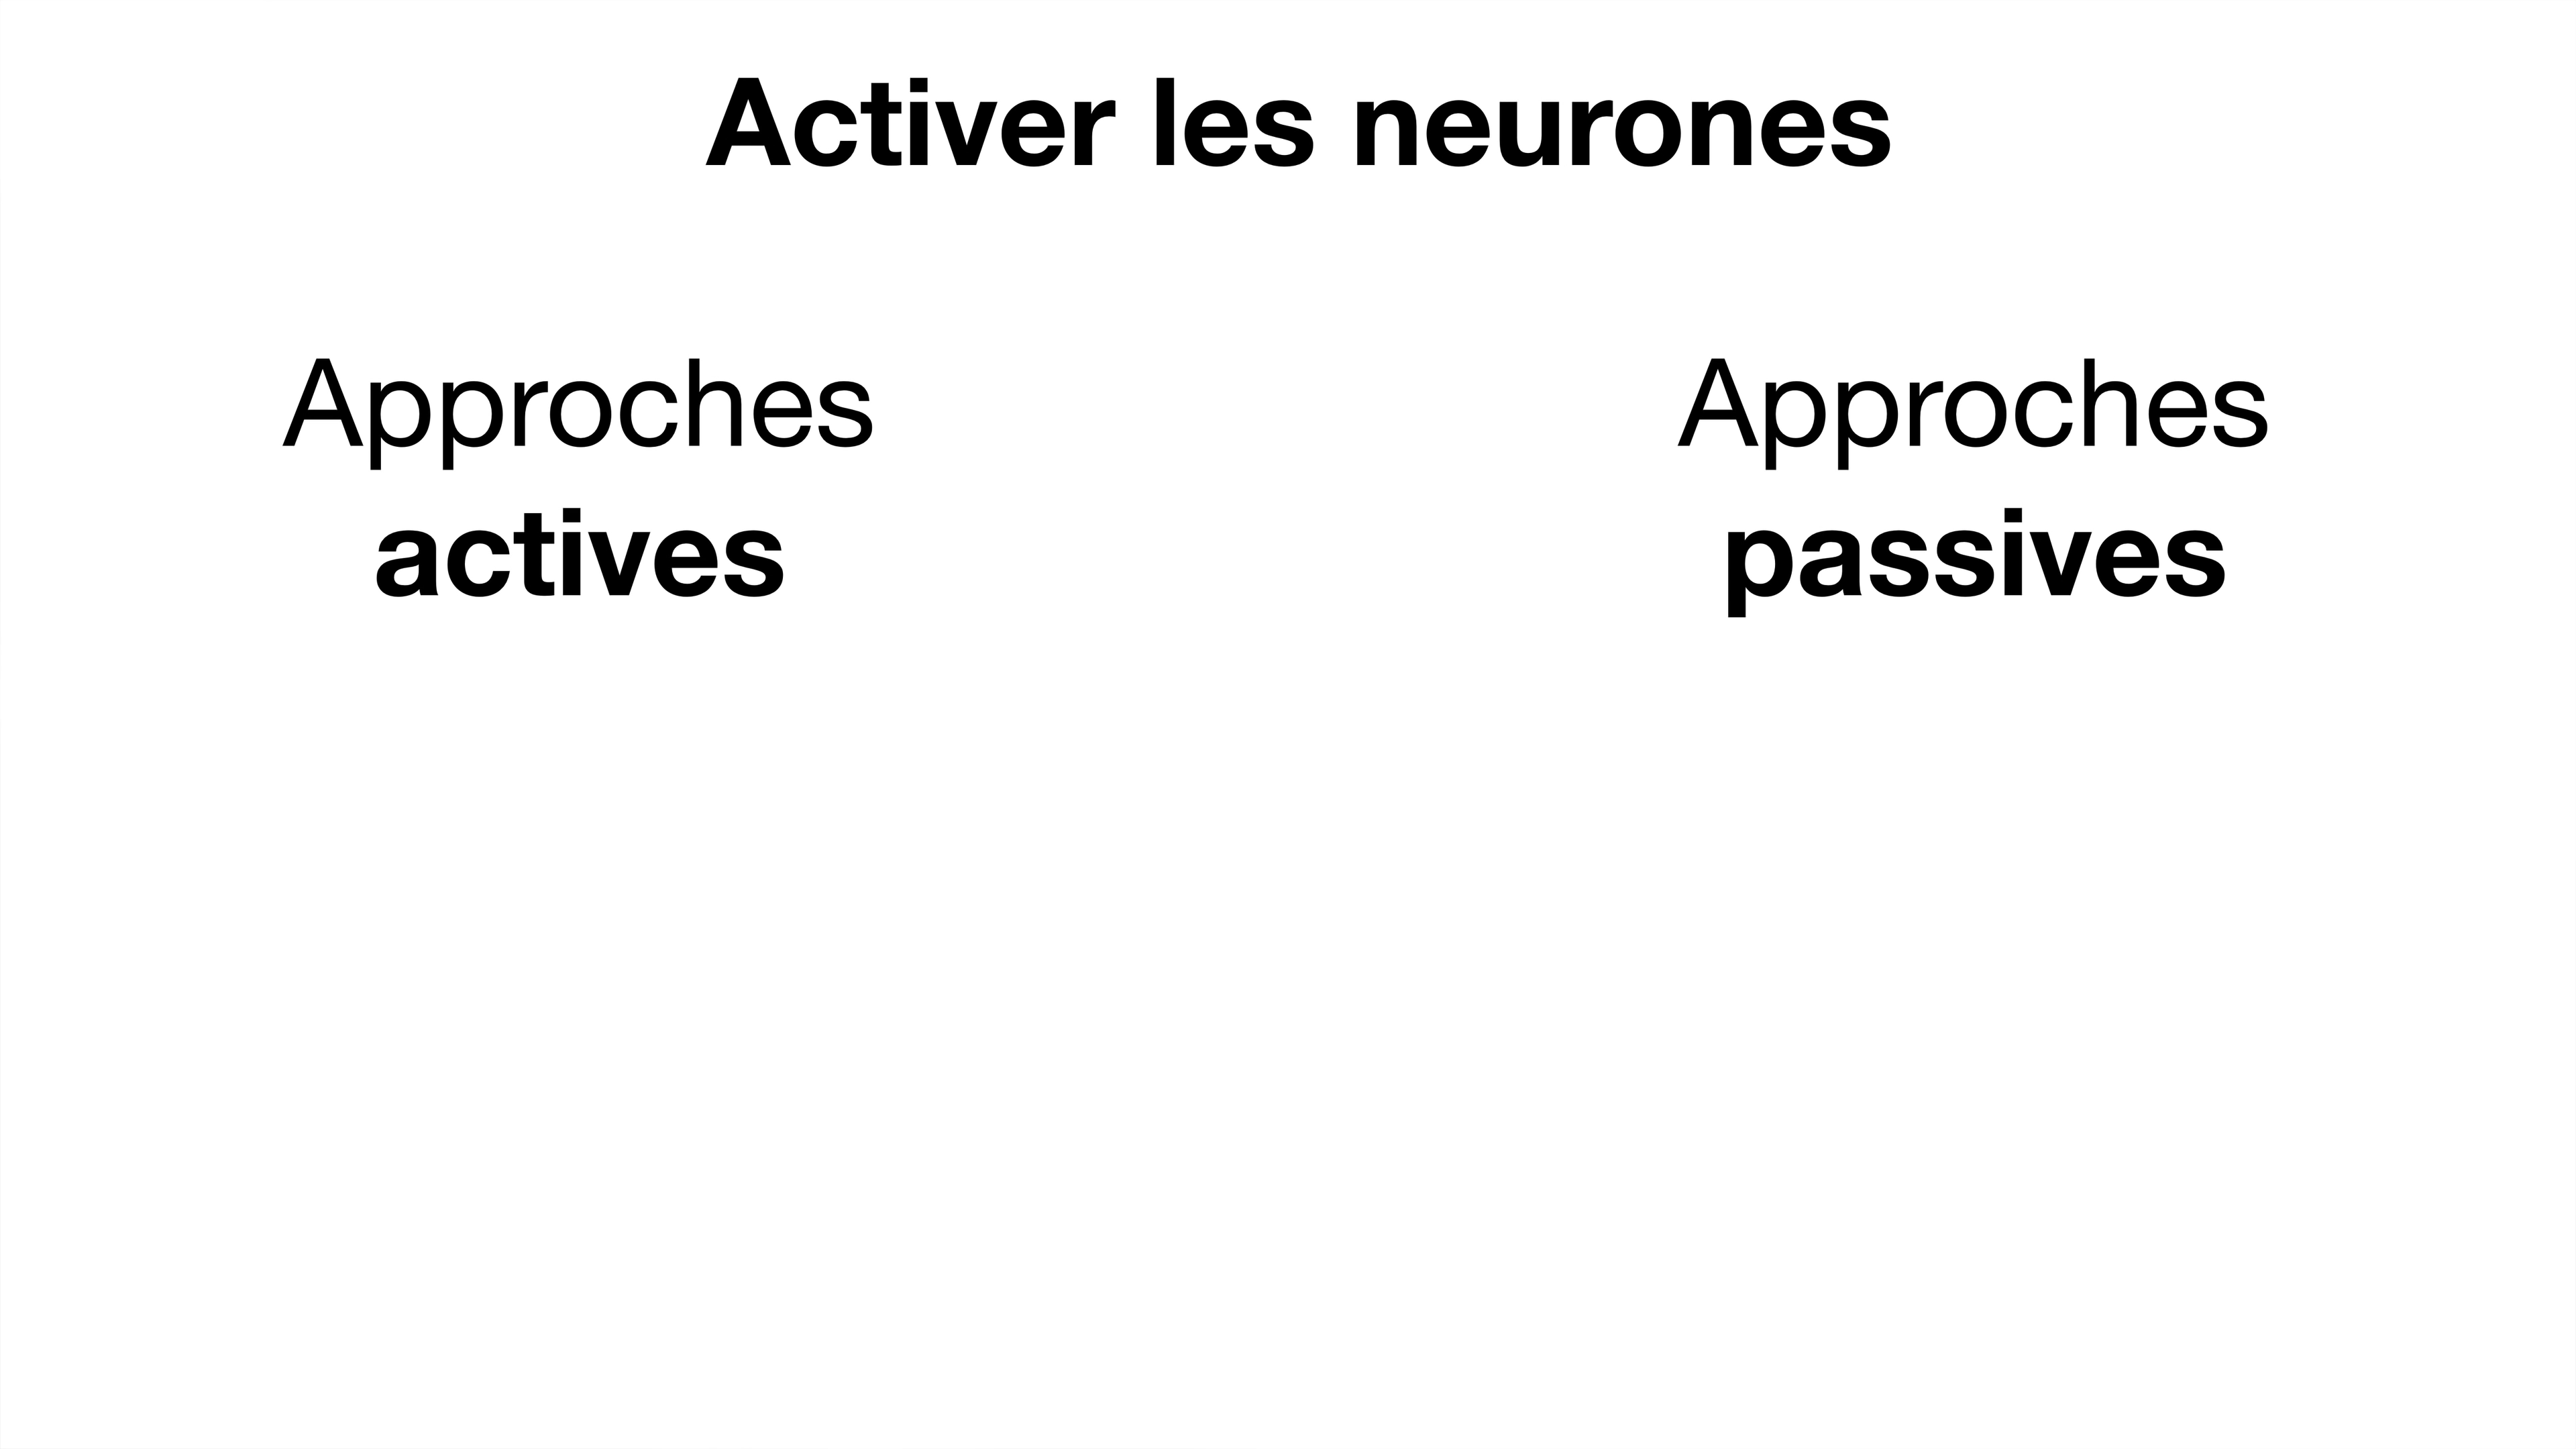 Activer les neurones
Approches
actives
Approches
passives